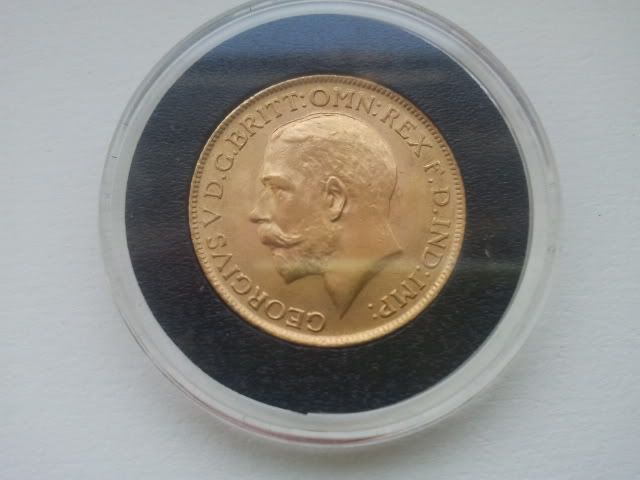 GEORGIVS V D.G.BRITT:OMN:REX F.D.IND:IMP: